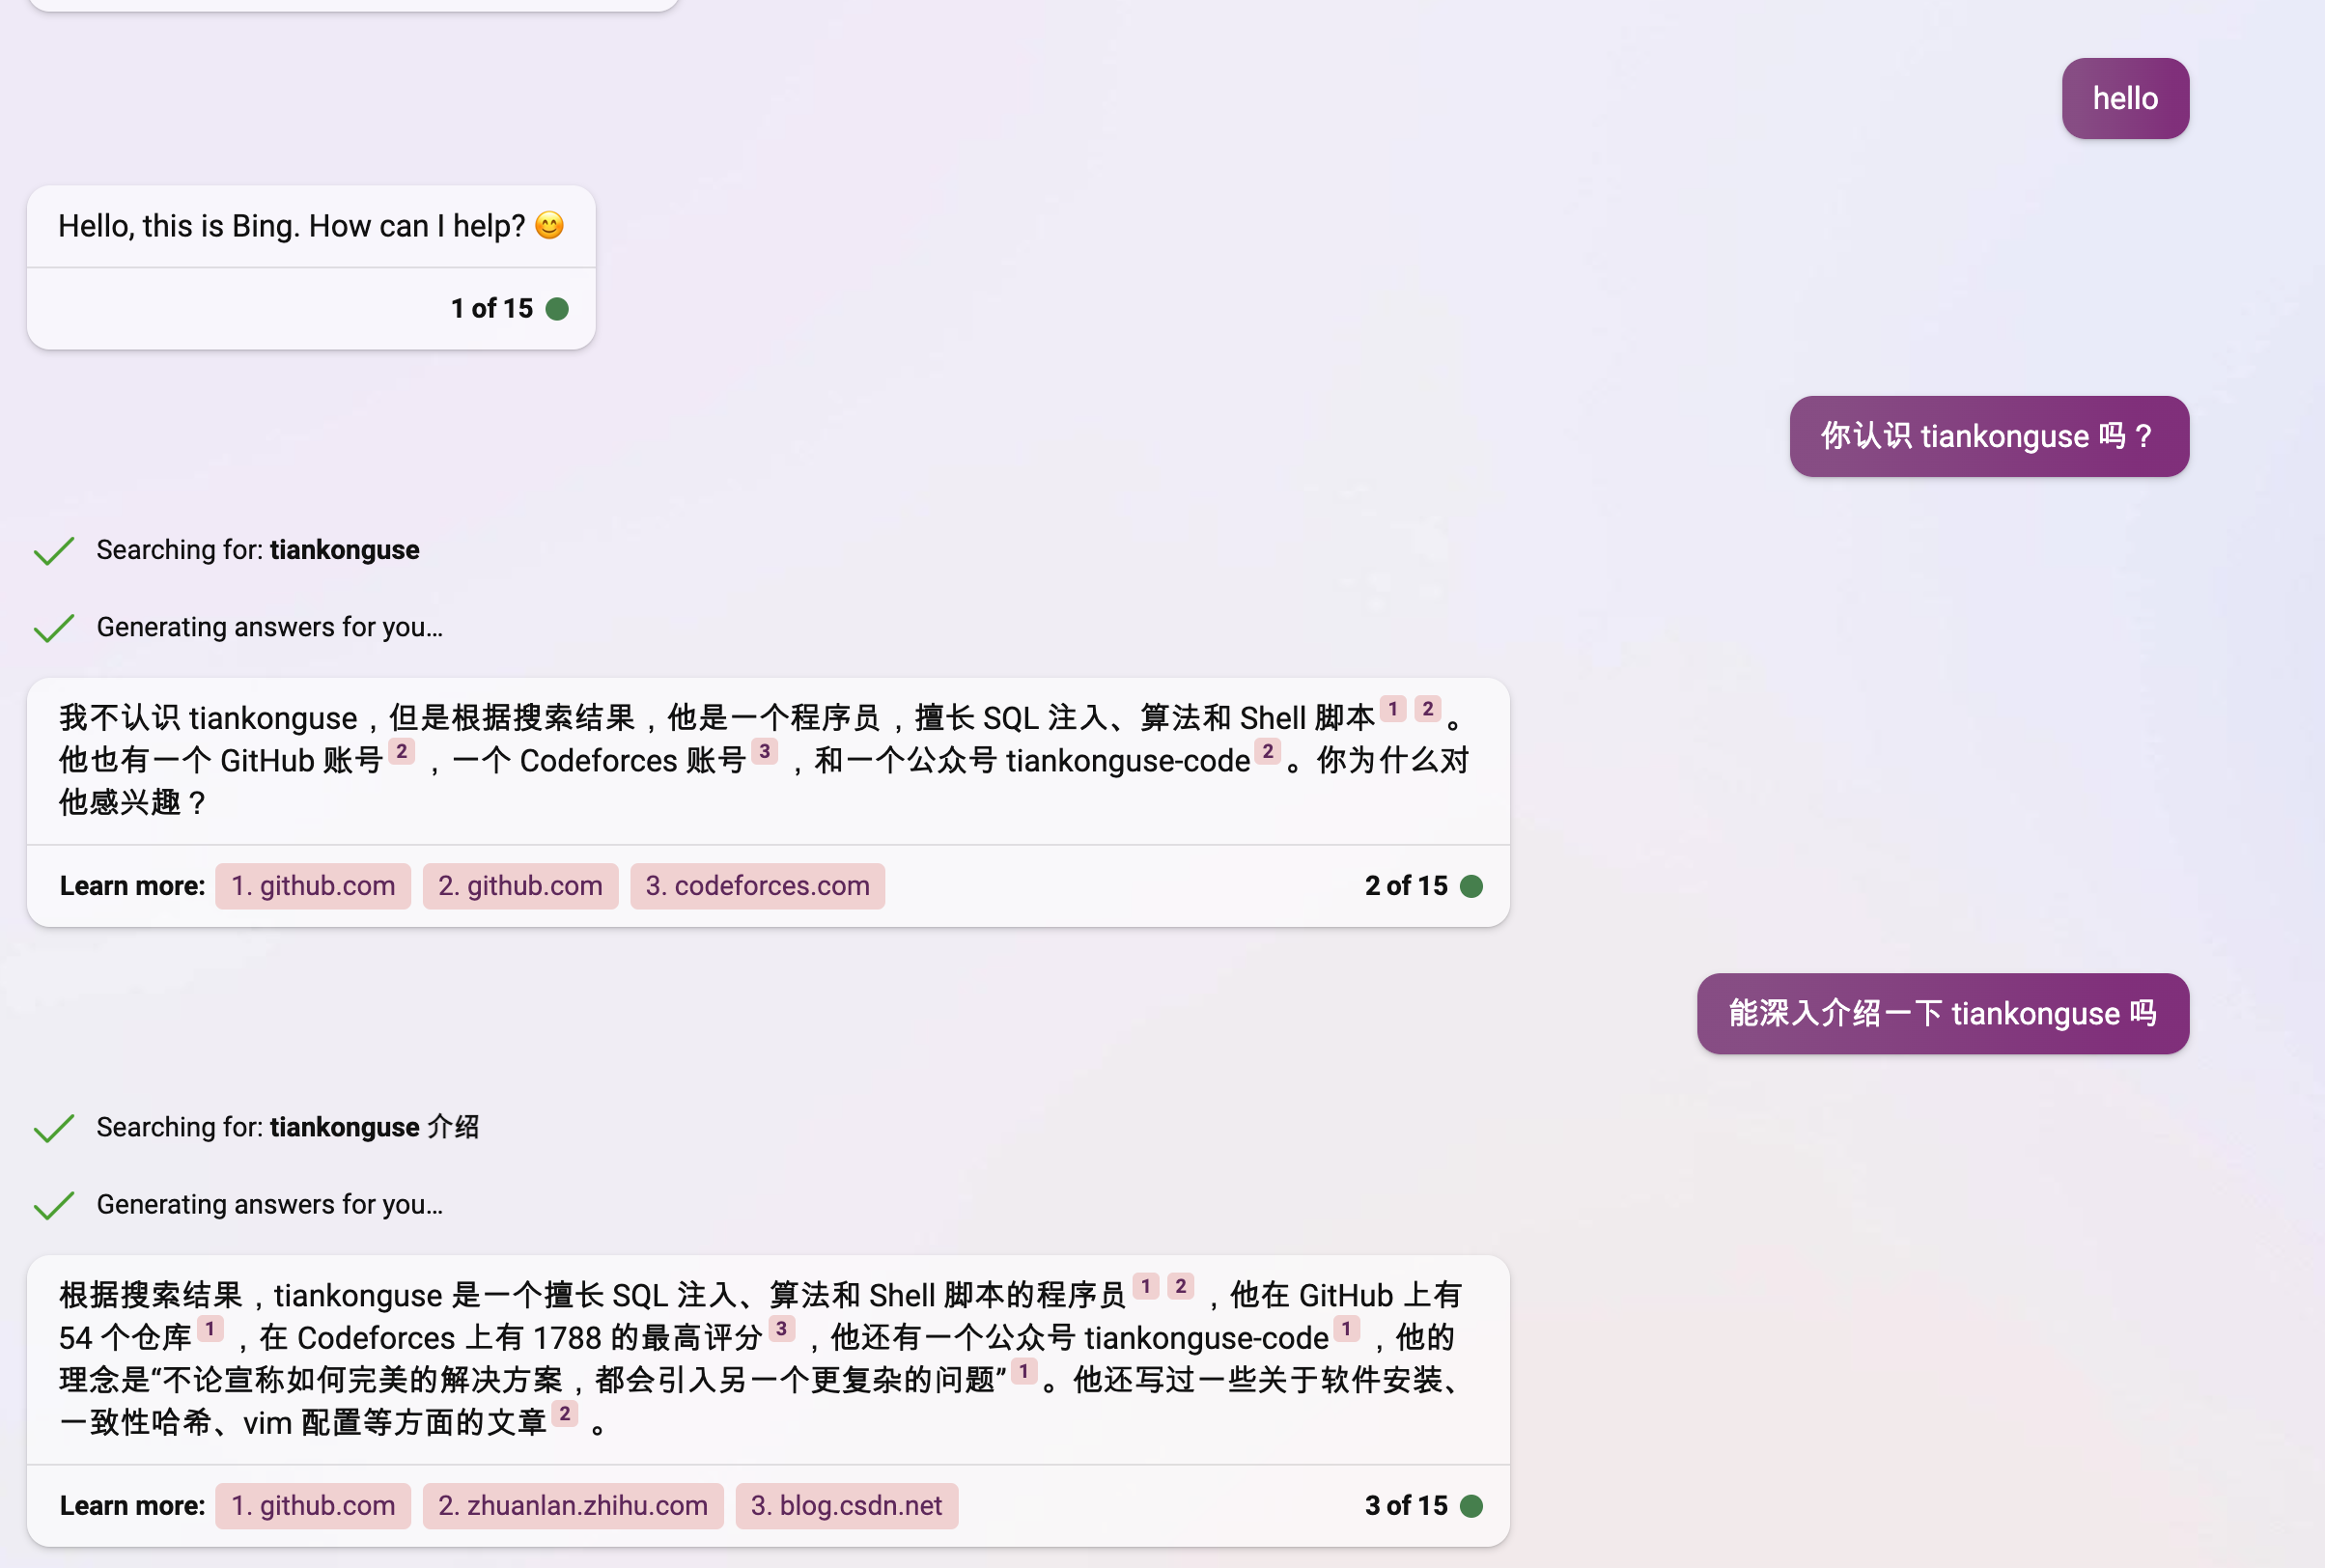 hello
Hello, this is Bing. How can I help? 😊
1 of 15
你认识 tiankonguse 吗？
Searching for: tiankonguse
Generating answers for you…
我不认识 tiankonguse，但是根据搜索结果，他是一个程序员，擅长 SQL 注入、算法和 Shell 脚本1 2。
他也有一个 GitHub 账号2 ，一个 Codeforces 账号3 ，和一个公众号 tiankonguse-code2。你为什么对
他感兴趣？
Learn more: 1. github.com 2. github.com 3. codeforces.com 2 of 15
能深入介绍一下 tiankonguse 吗
Searching for: tiankonguse 介绍
Generating answers for you…
根据搜索结果，tiankonguse 是一个擅长 SQL 注入、算法和 Shell 脚本的程序员1 2 ，他在 GitHub 上有
54 个仓库1 ，在 Codeforces 上有 1788 的最高评分3 ，他还有一个公众号 tiankonguse-code1 ，他的
理念是“不论宣称如何完美的解决方案，都会引入另一个更复杂的问题”1。他还写过一些关于软件安装、
一致性哈希、vim 配置等方面的文章2 。
Learn more: 1. github.com 2. zhuanlan.zhihu.com 3. blog.csdn.net 3 of 15